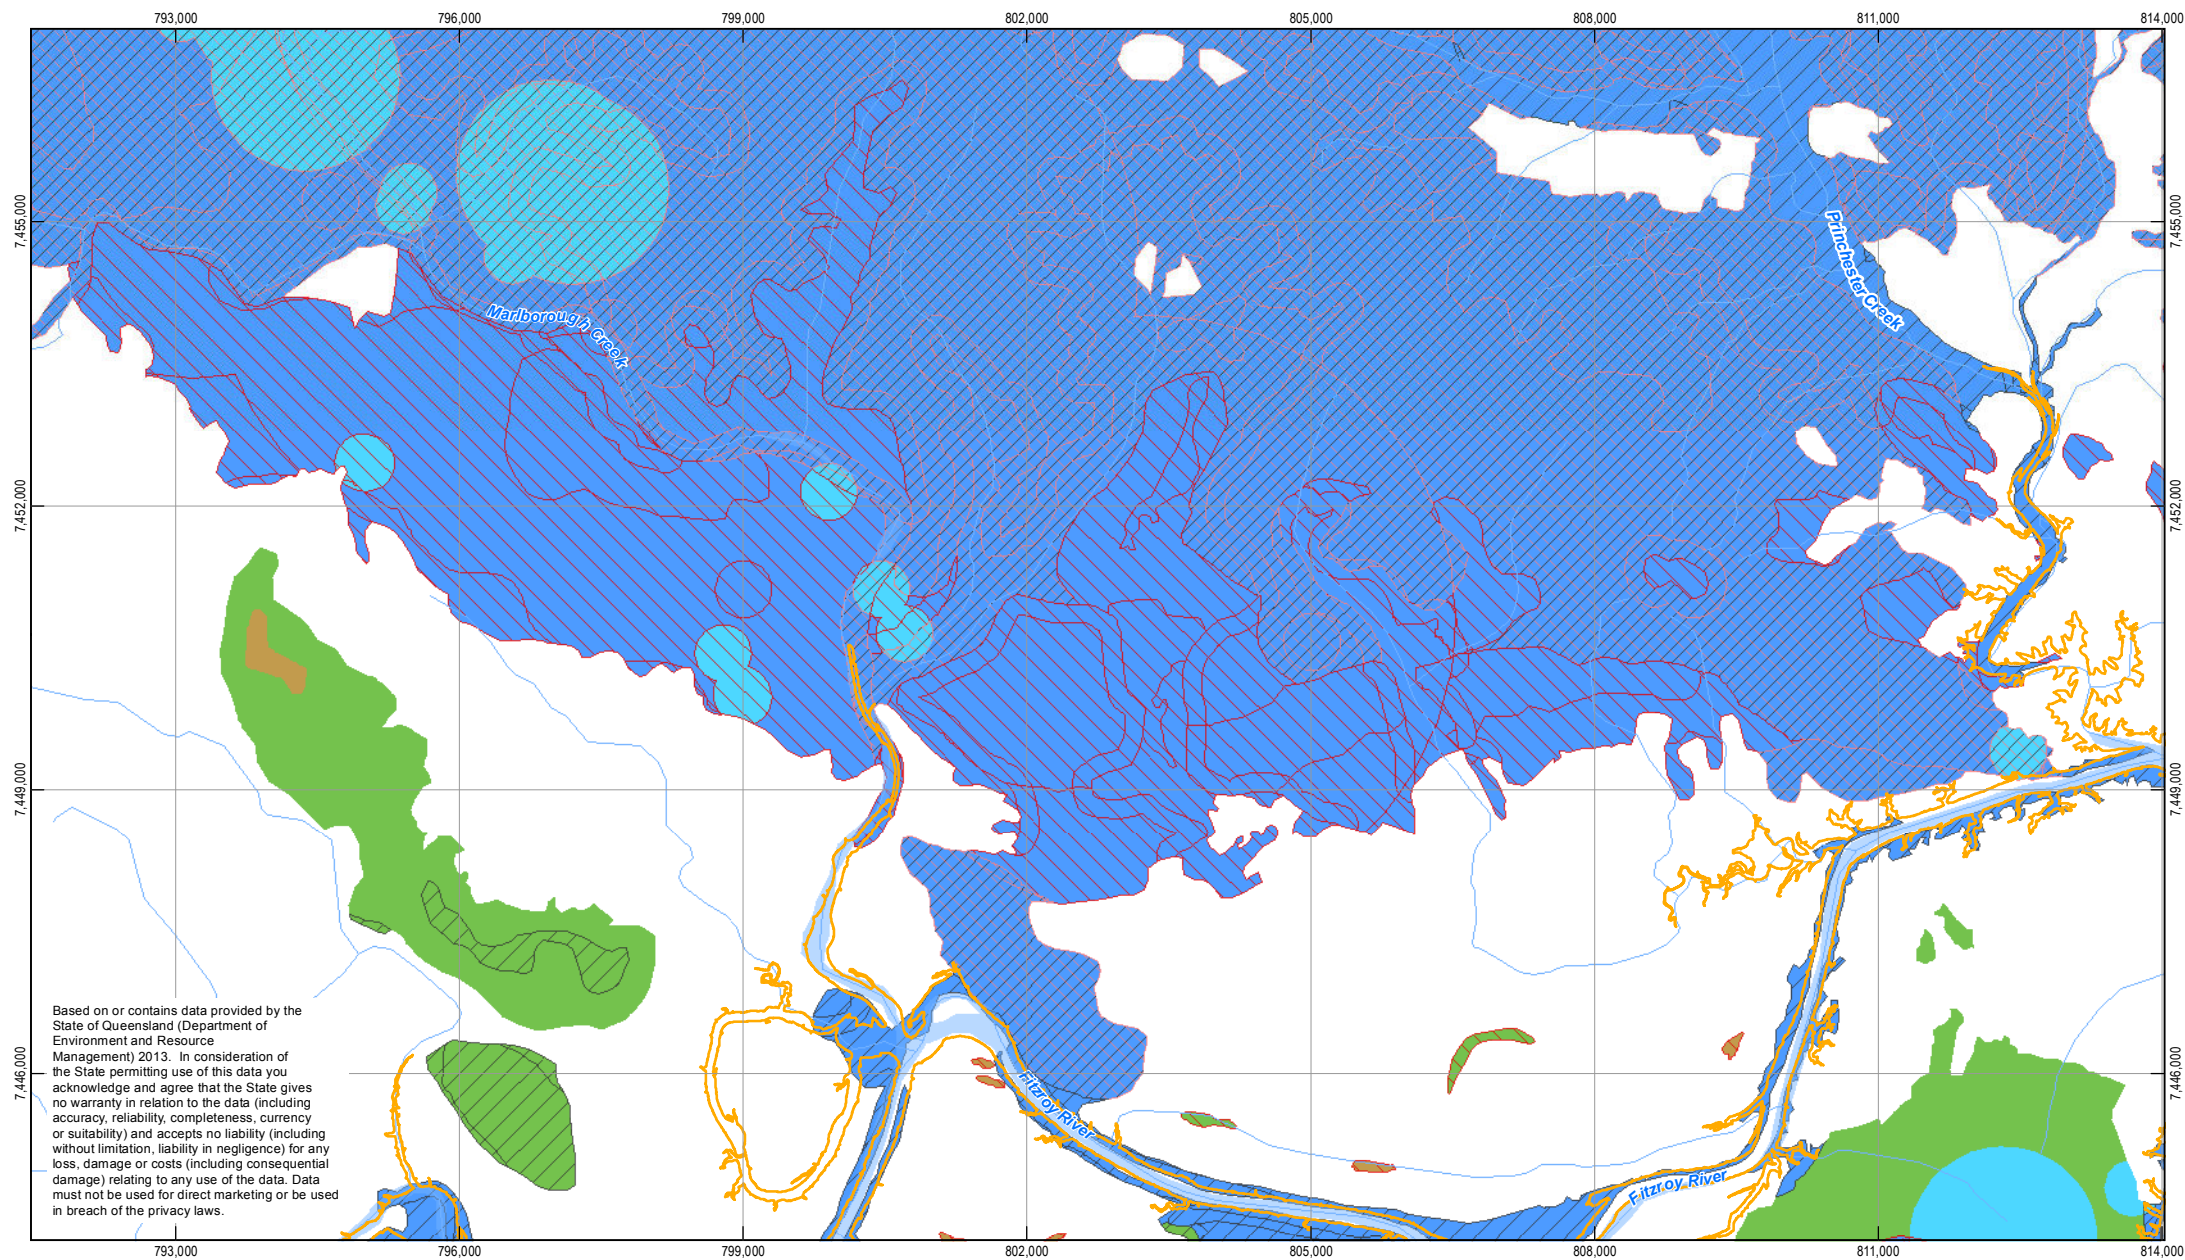 793,000
796,000
799,000
802,000
805,000
808,000
811,000
814,000
7,455,000
7,455,000
Princhester Creek
Marlborough Creek
7,452,000
7,452,000
7,449,000
7,449,000
Based on or contains data provided by the
State of Queensland (Department of
Environment and Resource
Management) 2013. In consideration of
the State permitting use of this data you
acknowledge and agree that the State gives
no warranty in relation to the data (including
accuracy, reliability, completeness, currency
or suitability) and accepts no liability (including
without limitation, liability in negligence) for any
loss, damage or costs (including consequential
damage) relating to any use of the data. Data
must not be used for direct marketing or be used
in breach of the privacy laws.
7,446,000
7,446,000
Fitzroy River
Fitzroy River
793,000
796,000
799,000
802,000
805,000
808,000
811,000
814,000